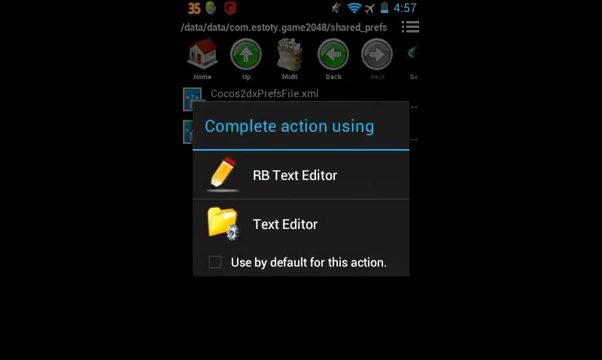 35
4:57
/data/data/com.estoty.game2048/shared_prefs
Home
Up
Multi
Back
Next
Cocos2dxPrefsFile.xml
Complete action using
RB Text Editor
Text Editor
Use by default for this action.